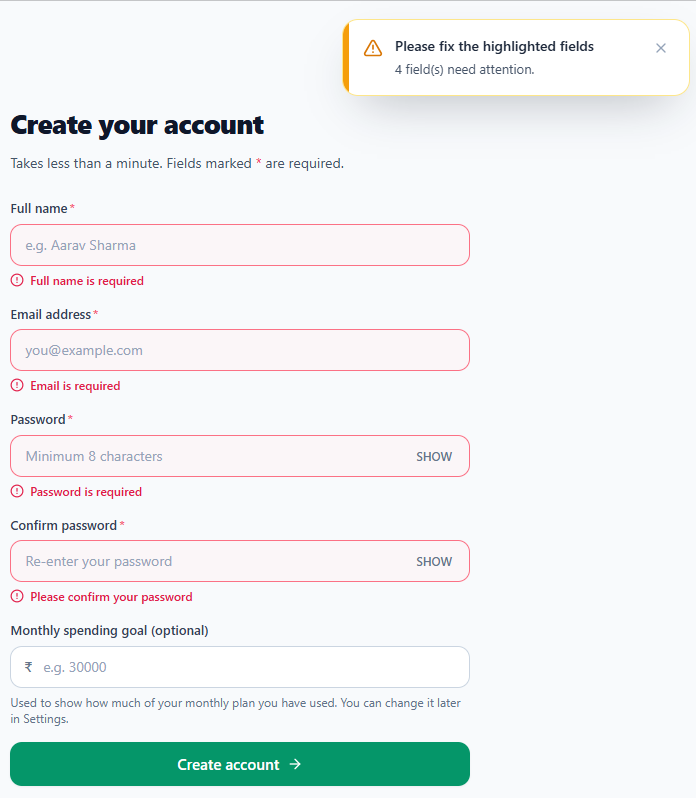 Please fix the highlighted fields
4 field(s) need attention.
Create your account
Takes less than a minute. Fields marked * are required.
Full name *
e.g. Aarav Sharma
Full name is required
Email address *
you@example.com
Email is required
Password *
Minimum 8 characters SHOW
Password is required
Confirm password *
Re-enter your password SHOW
Please confirm your password
Monthly spending goal (optional)
₹ e.g. 30000
Used to show how much of your monthly plan you have used. You can change it later
in Settings.
Create account →